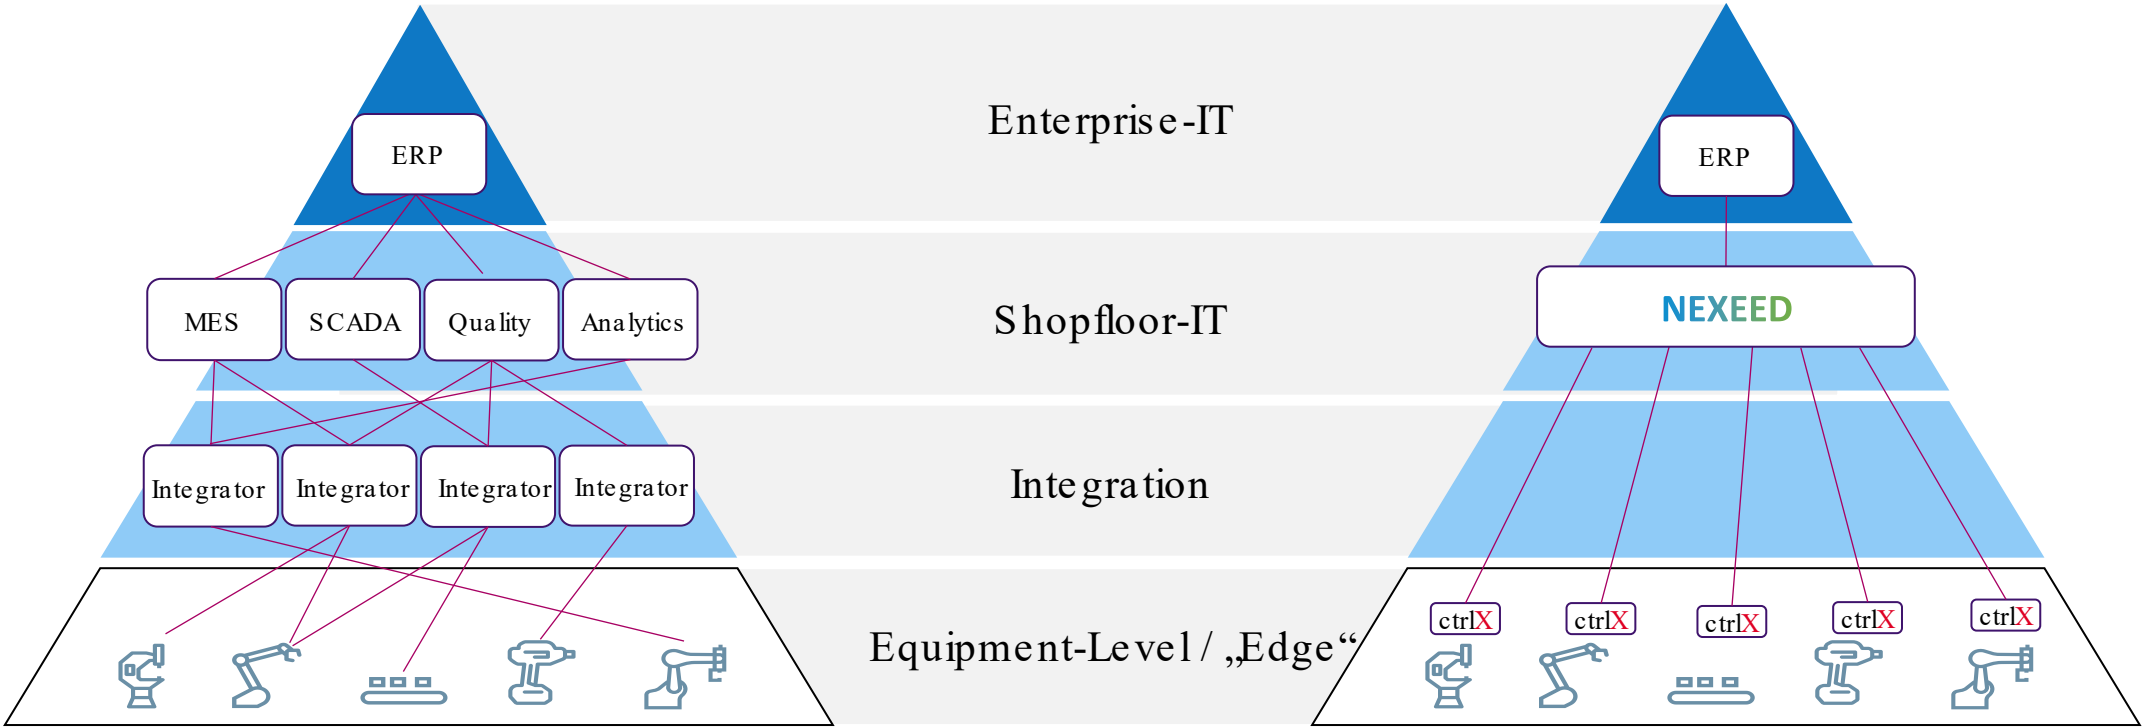 Enterprise-IT
ERP
ERP
MES
SCADA
Quality
Analytics
Shopfloor-IT
NEXEED
Integrator
Integrator
Integrator
Integrator
Integration
Equipment-Level / „Edge“
ctrlX
ctrlX
ctrlX
ctrlX
ctrlX